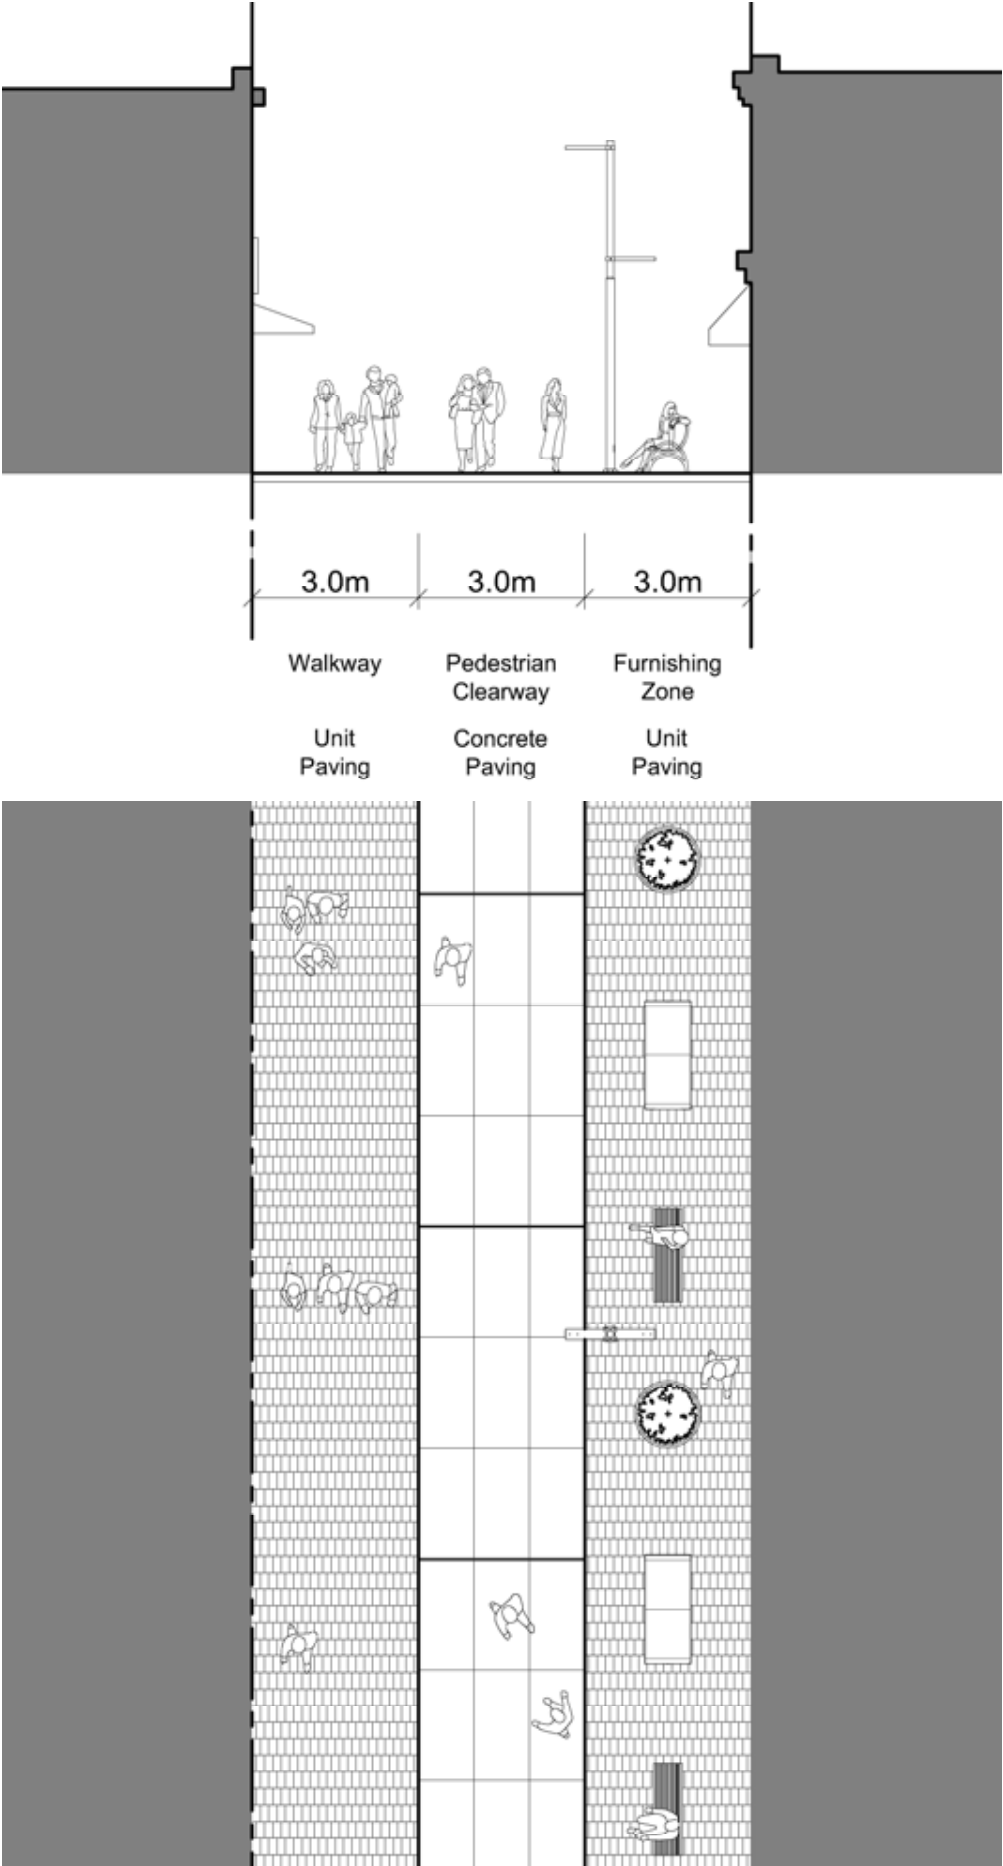 3.0m 3.0m 3.0m
Walkway
Pedestrian
Clearway
Furnishing
Zone
Unit
Paving
Concrete
Paving
Unit
Paving